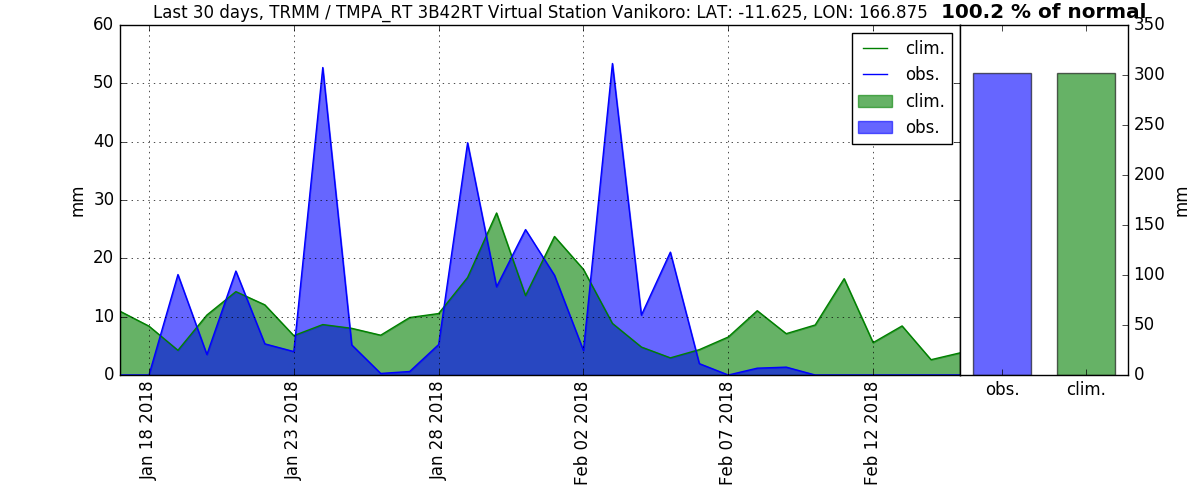 Last 30 days, TRMM / TMPA_RT 3B42RT Virtual Station Vanikoro: LAT: -11.625, LON: 166.875 100.2 % of normal
60
50
40
30
20
10
0
mm
clim.
obs.
clim.
obs.
350
300
250
200
150
100
50
0
mm
Jan 18 2018
Jan 23 2018
Jan 28 2018
Feb 02 2018
Feb 07 2018
Feb 12 2018
obs.
clim.